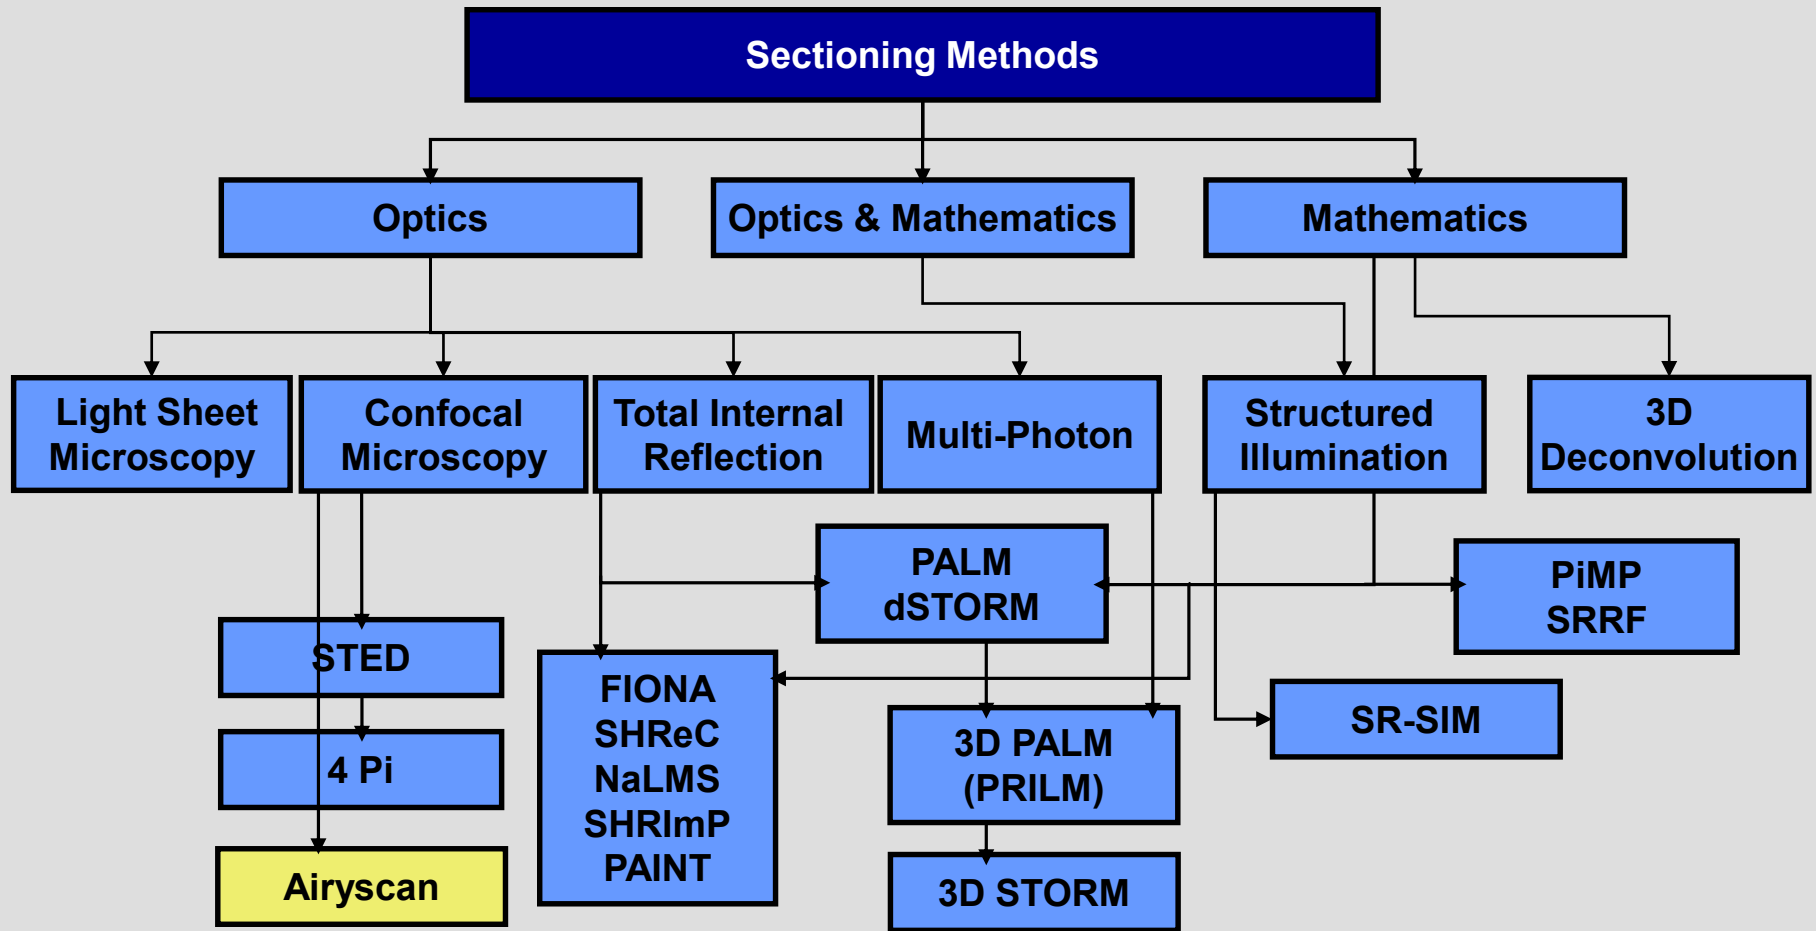 Sectioning Methods
Optics
Optics & Mathematics
Mathematics
Light Sheet
Microscopy
Confocal
Microscopy
Total Internal
Reflection
Multi-Photon
Structured
Illumination
3D
Deconvolution
PALM
dSTORM
PiMP
SRRF
STED
FIONA
SHReC
NaLMS
SHRImP
PAINT
4 Pi
3D PALM
(PRILM)
SR-SIM
Airyscan
3D STORM